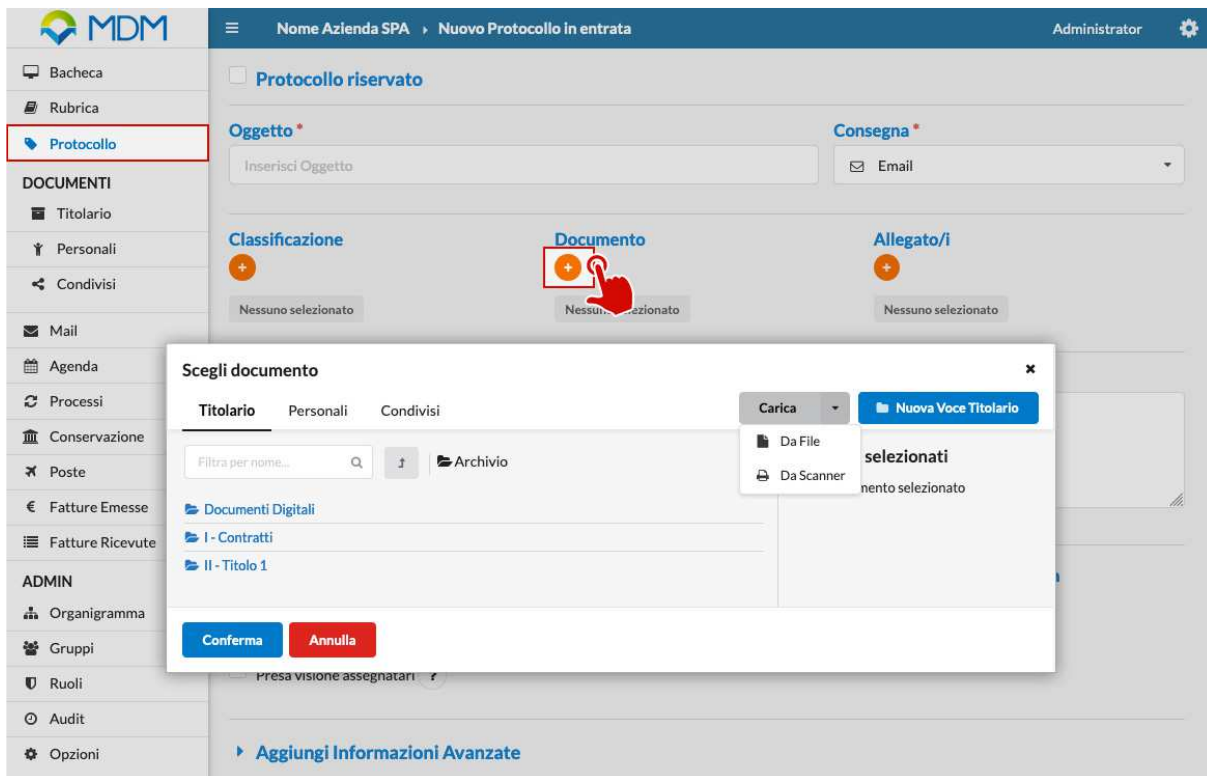 MDM
Nome Azienda SPA Nuovo Protocollo in entrata
Administrator
Bacheca
Rubrica
Protocollo
DOCUMENTI
Titolario
Personali
Condivisi
Mail
Agenda
Processi
Conservazione
Poste
€ Fatture Emesse
Fatture Ricevute
ADMIN
Organigramma
Gruppi
Ruoli
Audit
Opzioni
Protocollo riservato
Oggetto *
Consegna *
Inserisci Oggetto
Email
Classificazione
Documento
Allegato/i
+
+
+
Nessuno selezionato
selezionato
Nessuno selezionato
Scegli documento
Titolario Personali Condivisi
Carica
Nuova Voce Titolario
Da File
Da Scanner
Filtra per nome...
Archivio
selezionati
selezionato
Documenti Digitali
I - Contratti
II - Titolo 1
Conferma
Annulla
Presa visione assegnatari ?
Aggiungi Informazioni Avanzate